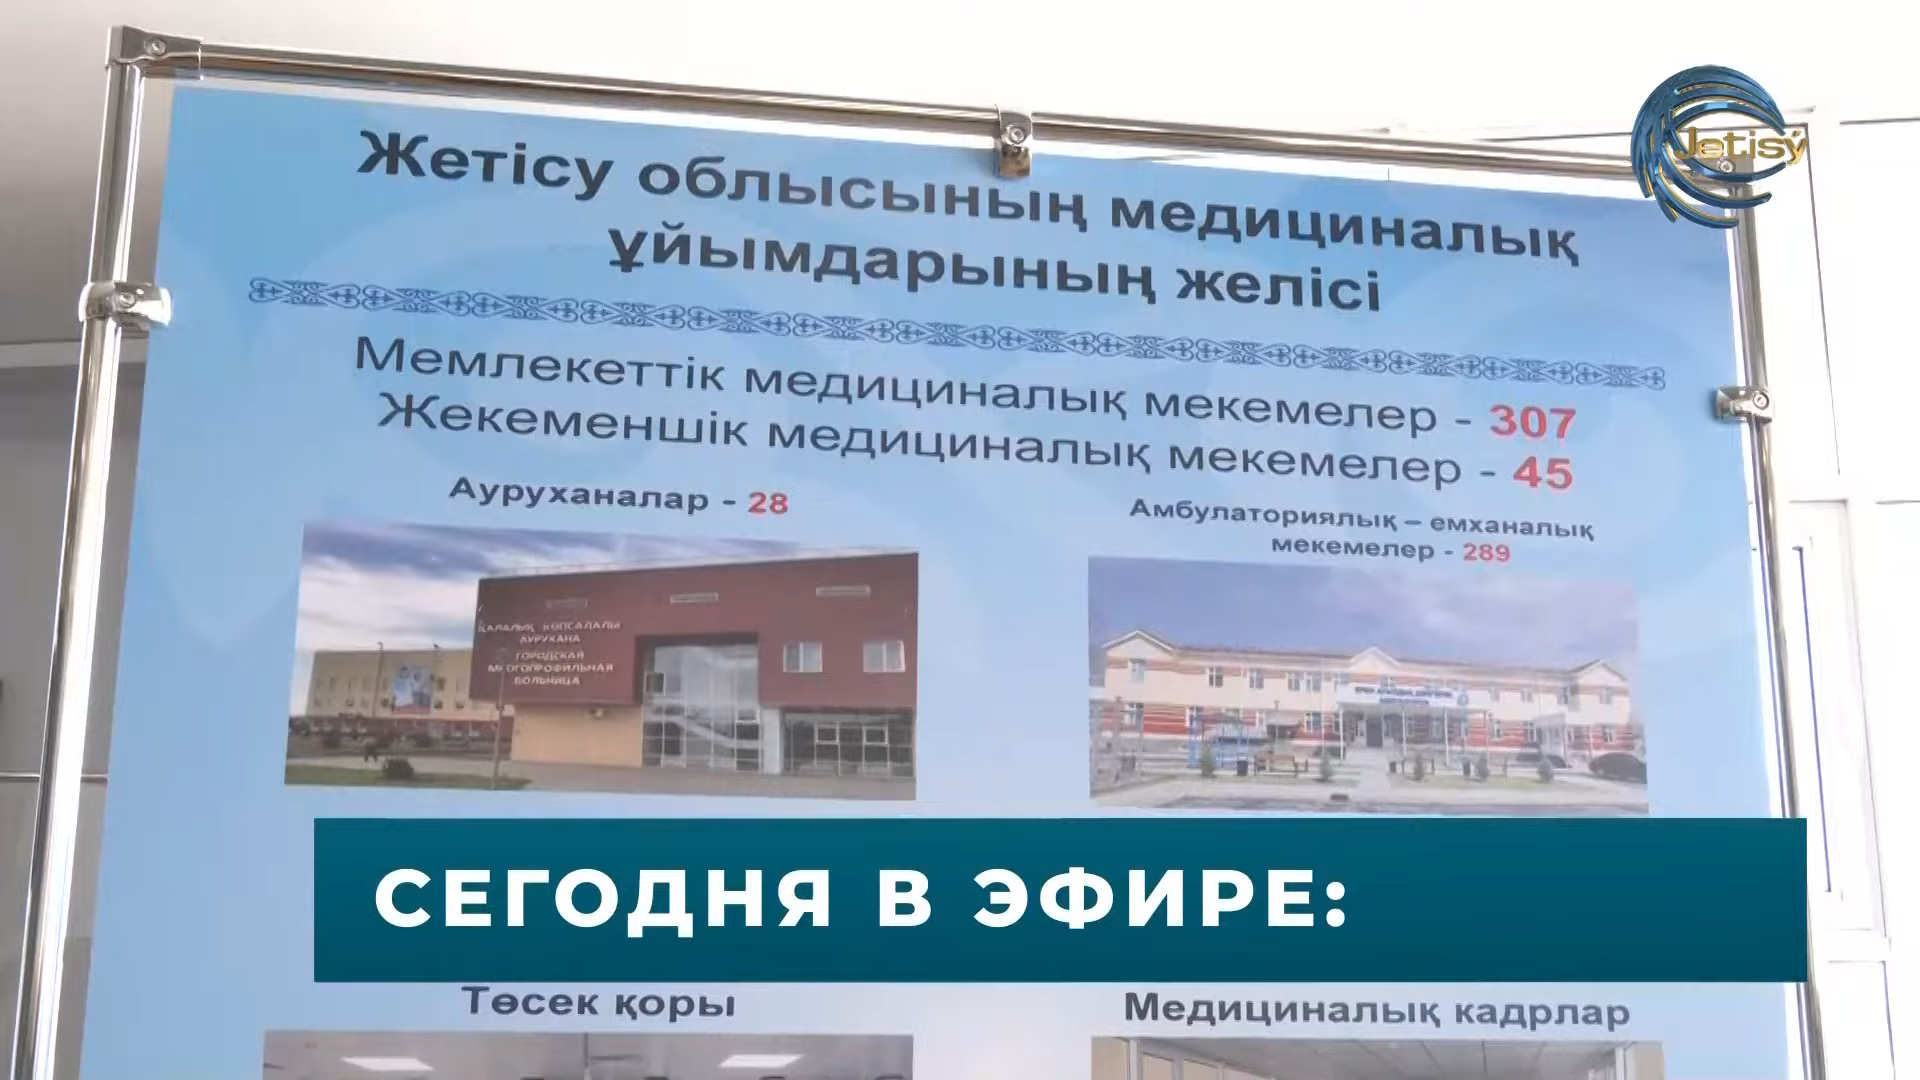 Jetisý
Жетісу облысының медициналық
ұйымдарының желісі
Мемлекеттік медициналық мекемелер - 307
Жекеменшік медициналық мекемелер - 45
Ауруханалар - 28
Амбулаториялық – емханалық
мекемелер - 289
ҚАЛАЛЫҚ КӨПСАЛАЛЫ
АУРУХАНА
ГОРОДСКАЯ
МНОГОПРОФИЛЬНАЯ
БОЛЬНИЦА
СЕГОДНЯ В ЭФИРЕ:
Төсек қоры
Медициналық кадрлар